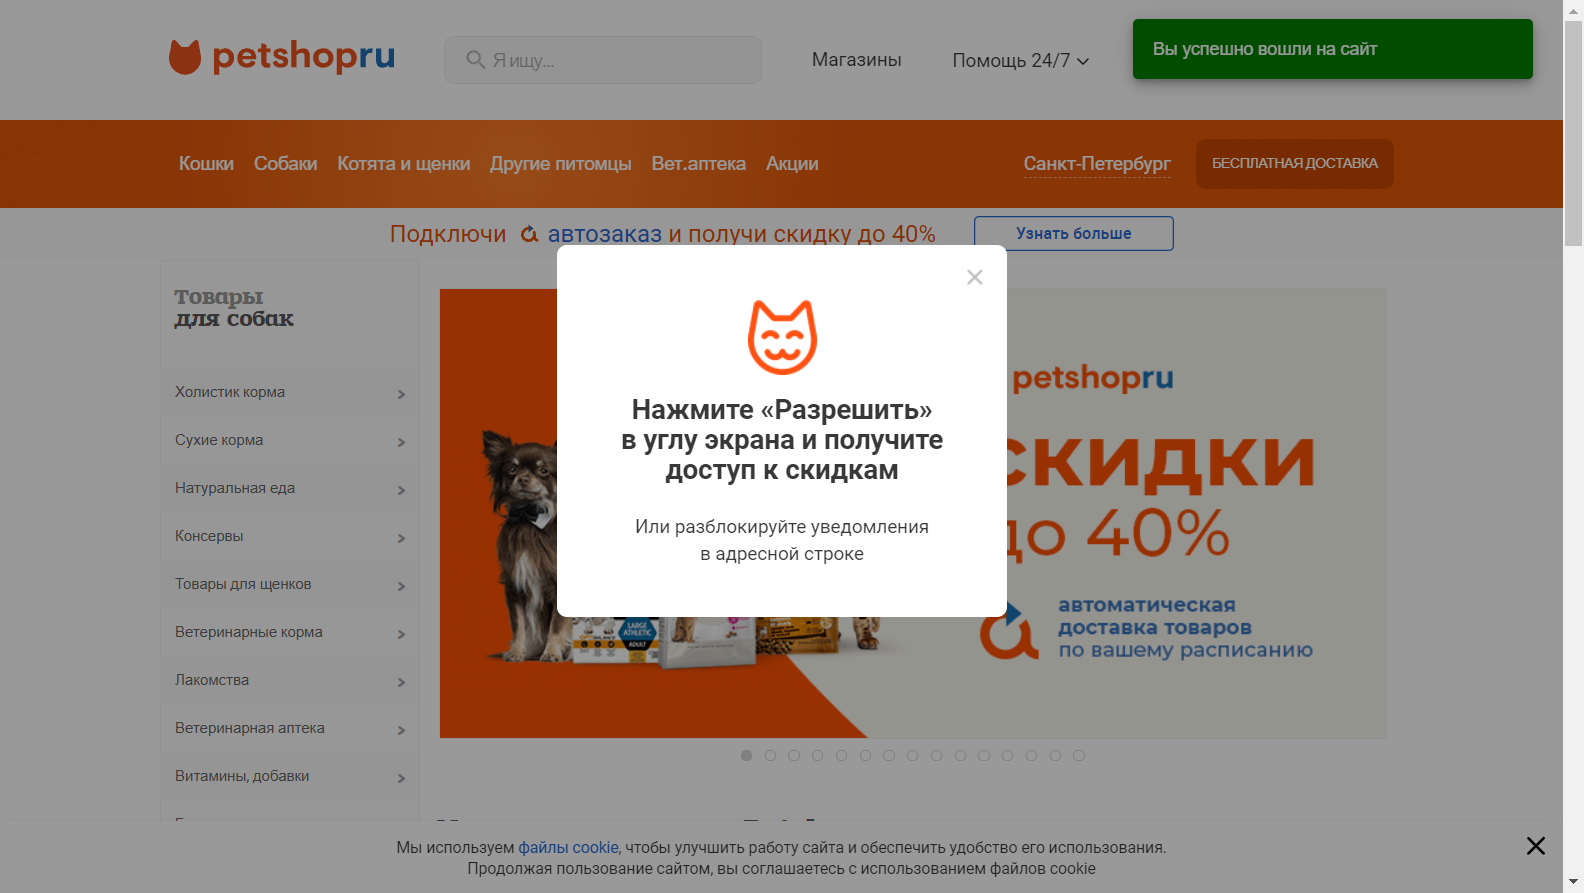 petshopru
Я ищу...
Магазины
Помощь 24/7
Вы успешно вошли на сайт
Кошки
Собаки
Котята и щенки
Другие питомцы
Вет.аптека
Акции
Санкт-Петербург
БЕСПЛАТНАЯ ДОСТАВКА
Подключи автозаказ и получи скидку до 40%
Узнать больше
Товары
для собак
Холистик корма
Сухие корма
Натуральная еда
Консервы
Товары для щенков
Ветеринарные корма
Лакомства
Ветеринарная аптека
Витамины, добавки
Нажмите «Разрешить»
в углу экрана и получите
доступ к скидкам
Или разблокируйте уведомления
в адресной строке
petshopru
скидки
до 40%
автоматическая
доставка товаров
по вашему расписанию
LARGE
ATHLETIC
ADULT
Мы используем файлы cookie, чтобы улучшить работу сайта и обеспечить удобство его использования.
Продолжая пользование сайтом, вы соглашаетесь с использованием файлов cookie